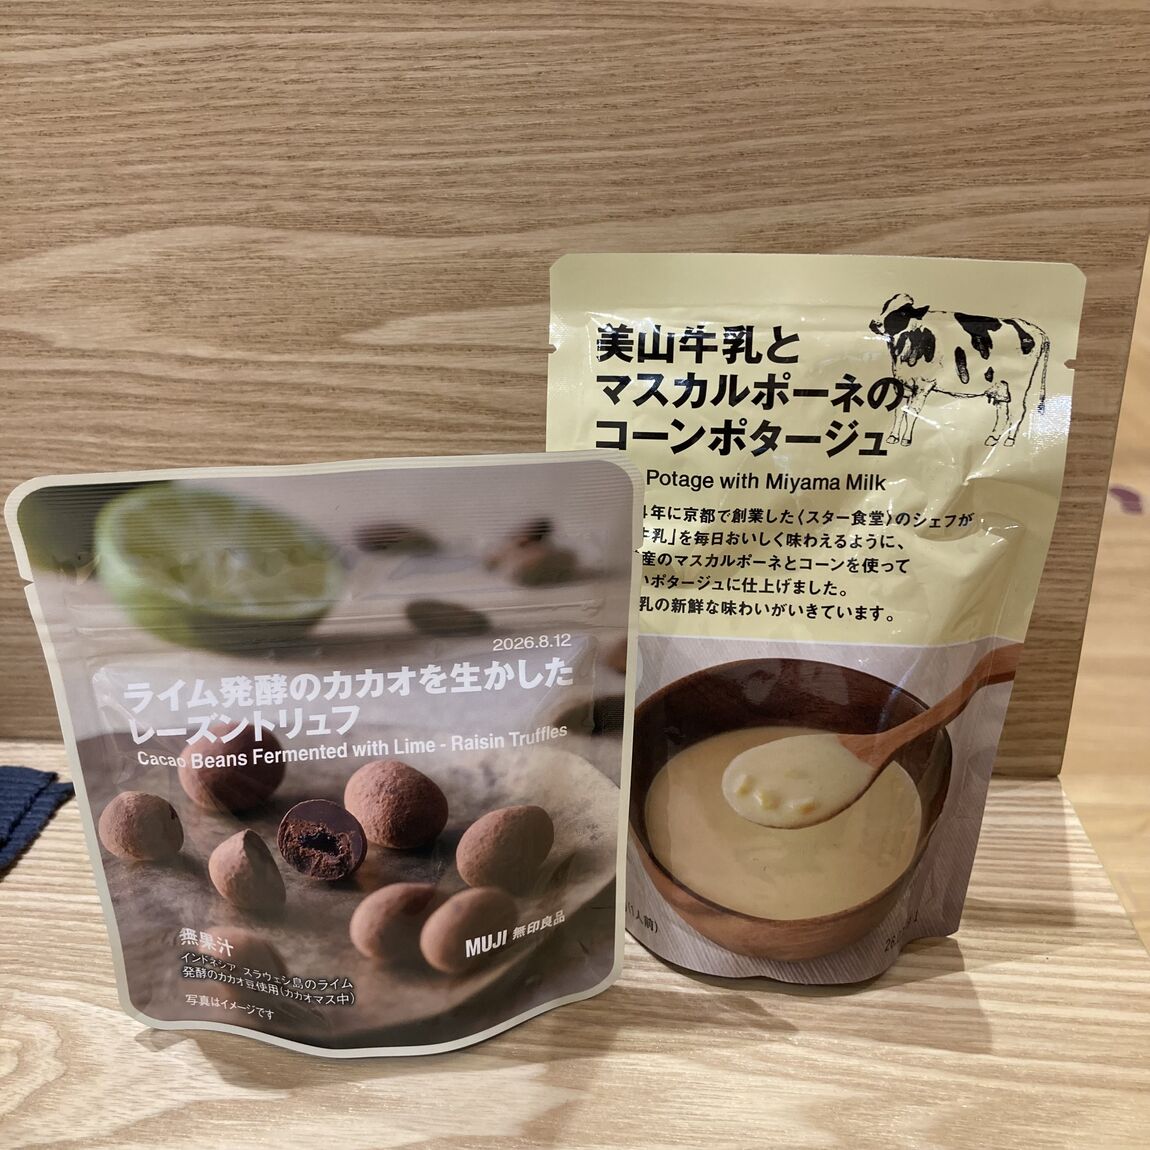 2026.8.12
ライム発酵のカカオを生かした
レーズントリュフ
Cacao Beans Fermented with Lime - Raisin Truffles
無果汁
インドネシア スラウェシ島のライム
発酵のカカオ豆使用(カカオマス中)
写真はイメージです
MUJI 無印良品
美山牛乳と
マスカルポーネの
コーンポタージュ
Potage with Miyama Milk
年に京都で創業した〈スター食堂〉のシェフが
牛乳」を毎日おいしく味わえるように、
産のマスカルポーネとコーンを使って
いポタージュに仕上げました。
乳の新鮮な味わいがいきています。
(1人前)